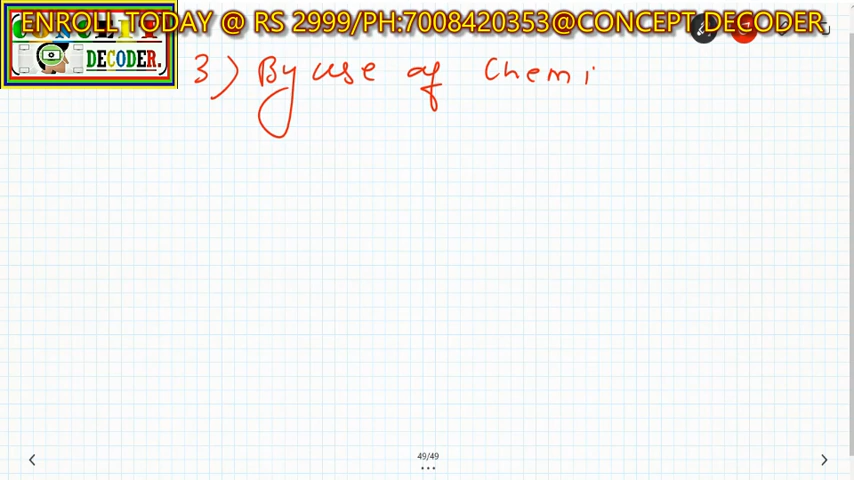 ENROLL TODAY @ RS 2999/PH:7008420353@CONCEPT DECODER.
DECODER.
3) By use of Chemi
49/49